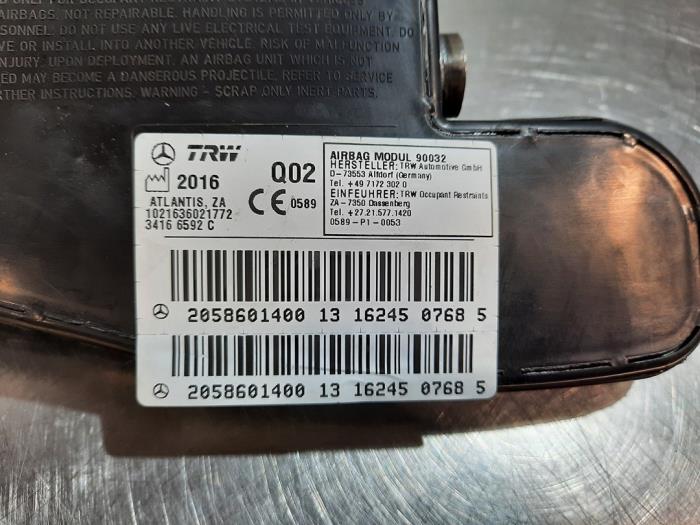 AIRBAGS, NOT REPAIRABLE. HANDLING IS PERMITTED ONLY BY
PERSONNEL: DO NOT USE ANY LIVE ELECTRICAL TEST EQUIPMENT. DO
VE OR INSTALL INTO ANOTHER VEHICLE. RISK OF MALFUNCTION
NJURY. UPON DEPLOYMENT, AN AIRBAG UNIT WHICH IS NOT
ED MAY BECOME A DANGEROUS PROJECTILE, REFER TO SERVICE
RTHER INSTRUCTIONS. WARNING - SCRAP ONLY INERT PARTS.
TRW
2016
ATLANTIS, ZA
1021636021772
3416 6592 C
Q02
CE 0589
AIRBAG MODUL 90032
HERSTELLER: TRW Automotive GmbH
D-73553 Alfdorf (Germany)
Tel. +49 7172 302 0
EINFUEHRER: TRW Occupant Restraints
ZA-7350 Dassenberg
Tel. +27.21.577.1420
0589-P1-0053
2058601400 13 16245 0768 5
2058601400 13 16245 0768 5